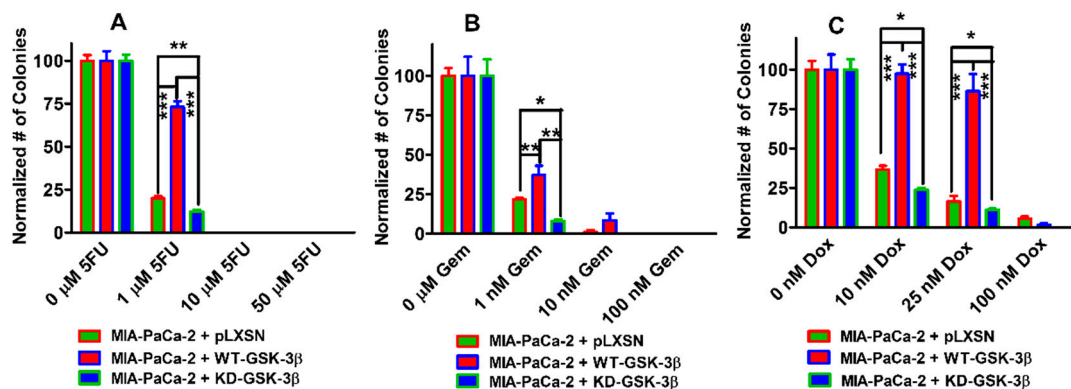 A
Normalized # of Colonies
100
75
50
25
0
**
***
***
0 µM 5FU
1 µM 5FU
10 µM 5FU
50 µM 5FU
MIA-PaCa-2 + pLXSN
MIA-PaCa-2 + WT-GSK-3β
MIA-PaCa-2 + KD-GSK-3β
B
Normalized # of Colonies
100
75
50
25
0
*
**
**
0 µM Gem
1 nM Gem
10 nM Gem
100 nM Gem
MIA-PaCa-2 + pLXSN
MIA-PaCa-2 + WT-GSK-3β
MIA-PaCa-2 + KD-GSK-3β
C
Normalized # of Colonies
100
75
50
25
0
*
***
***
*
***
***
0 nM Dox
10 nM Dox
25 nM Dox
100 nM Dox
MIA-PaCa-2 + pLXSN
MIA-PaCa-2 + WT-GSK-3β
MIA-PaCa-2 + KD-GSK-3β